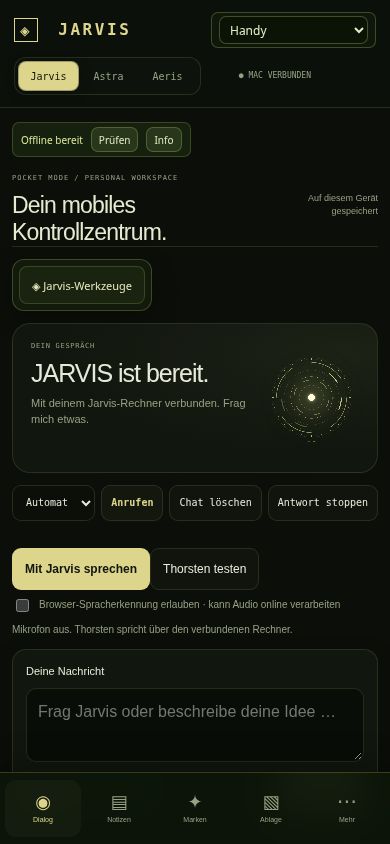 JARVIS
Handy
Jarvis Astra Aeris
MAC VERBUNDEN
Offline bereit Prüfen Info
POCKET MODE / PERSONAL WORKSPACE
Dein mobiles
Kontrollzentrum.
Auf diesem Gerät
gespeichert
◈ Jarvis-Werkzeuge
DEIN GESPRÄCH
JARVIS ist bereit.
Mit deinem Jarvis-Rechner verbunden. Frag
mich etwas.
Automat Anrufen Chat löschen Antwort stoppen
Mit Jarvis sprechen Thorsten testen
Browser-Spracherkennung erlauben · kann Audio online verarbeiten
Mikrofon aus. Thorsten spricht über den verbundenen Rechner.
Deine Nachricht
Frag Jarvis oder beschreibe deine Idee …
Dialog Notizen Marken Ablage Mehr